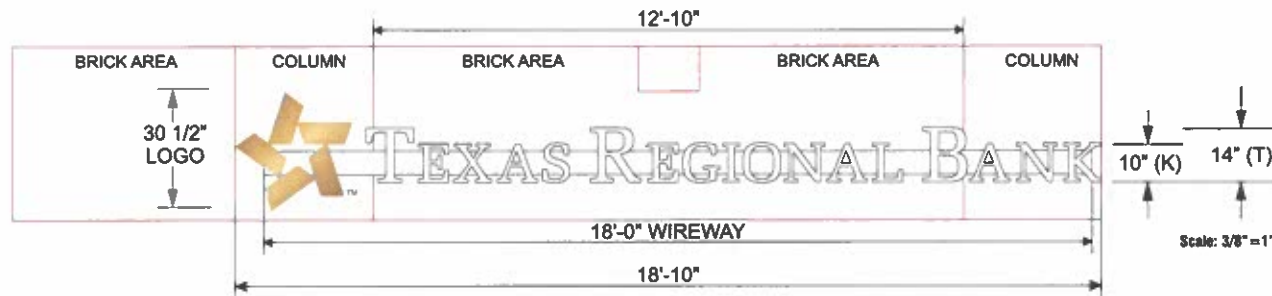 12'-10"
BRICK AREA COLUMN BRICK AREA BRICK AREA COLUMN
30 1/2"
LOGO
TEXAS REGIONAL BANK
TM
10" (K) 14" (T)
18'-0" WIREWAY
Scale: 3/8"=1'
18'-10"